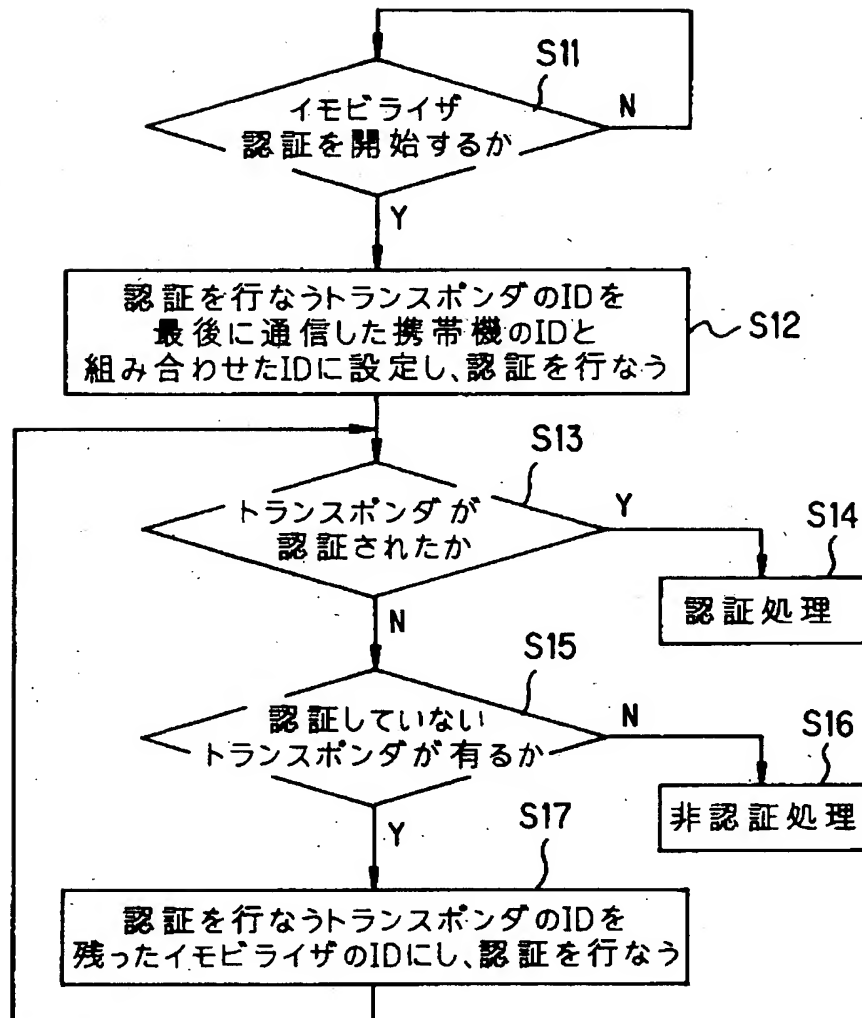 S11
イモビライザ
認証を開始するか
N
Y
認証を行なうトランスポンダのIDを
最後に通信した携帯機のIDと
組み合わせたIDに設定し、認証を行なう
S12
S13
トランスポンダが
認証されたか
Y
S14
認証処理
N
S15
認証していない
トランスポンダが有るか
N
S16
非認証処理
Y
S17
認証を行なうトランスポンダのIDを
残ったイモビライザのIDにし、認証を行なう